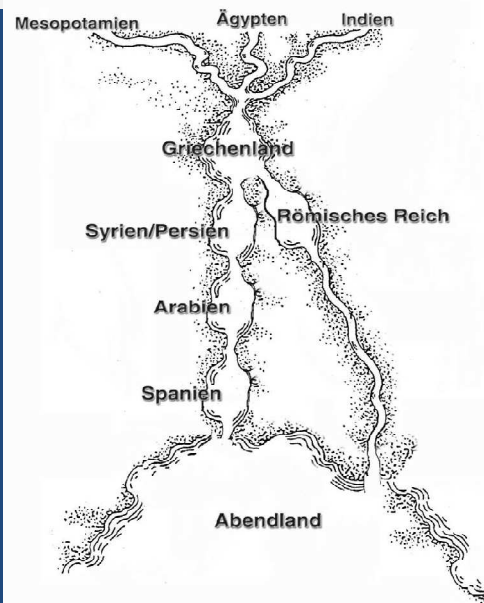 Mesopotamien
Ägypten
Indien
Griechenland
Römisches Reich
Syrien/Persien
Arabien
Spanien
Abendland